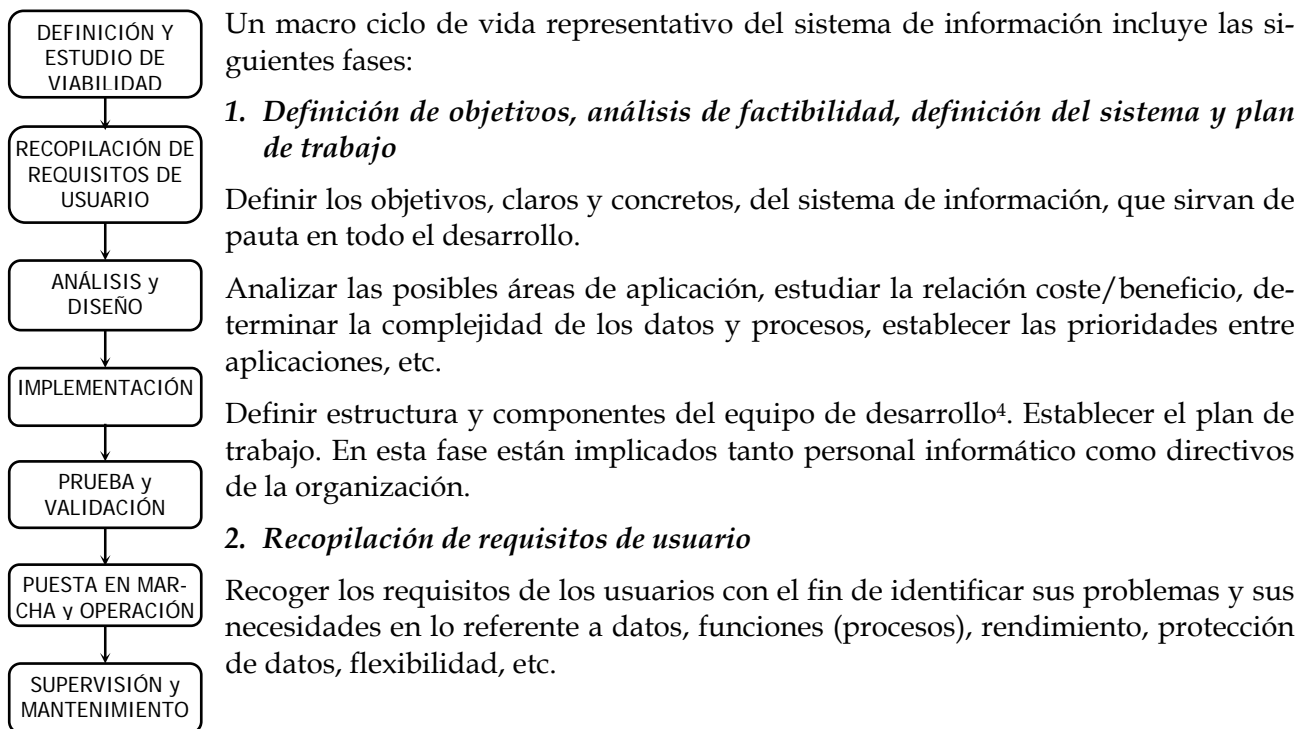 DEFINICIÓN Y
ESTUDIO DE
VIABILIDAD
RECOPILACIÓN DE
REQUISITOS DE
USUARIO
ANÁLISIS y
DISEÑO
IMPLEMENTACIÓN
PRUEBA y
VALIDACIÓN
PUESTA EN MAR-
CHA y OPERACIÓN
SUPERVISIÓN y
MANTENIMIENTO
Un macro ciclo de vida representativo del sistema de información incluye las si-
guientes fases:
1. Definición de objetivos, análisis de factibilidad, definición del sistema y plan
de trabajo
Definir los objetivos, claros y concretos, del sistema de información, que sirvan de
pauta en todo el desarrollo.
Analizar las posibles áreas de aplicación, estudiar la relación coste/beneficio, de-
terminar la complejidad de los datos y procesos, establecer las prioridades entre
aplicaciones, etc.
Definir estructura y componentes del equipo de desarrollo⁴. Establecer el plan de
trabajo. En esta fase están implicados tanto personal informático como directivos
de la organización.
2. Recopilación de requisitos de usuario
Recoger los requisitos de los usuarios con el fin de identificar sus problemas y sus
necesidades en lo referente a datos, funciones (procesos), rendimiento, protección
de datos, flexibilidad, etc.